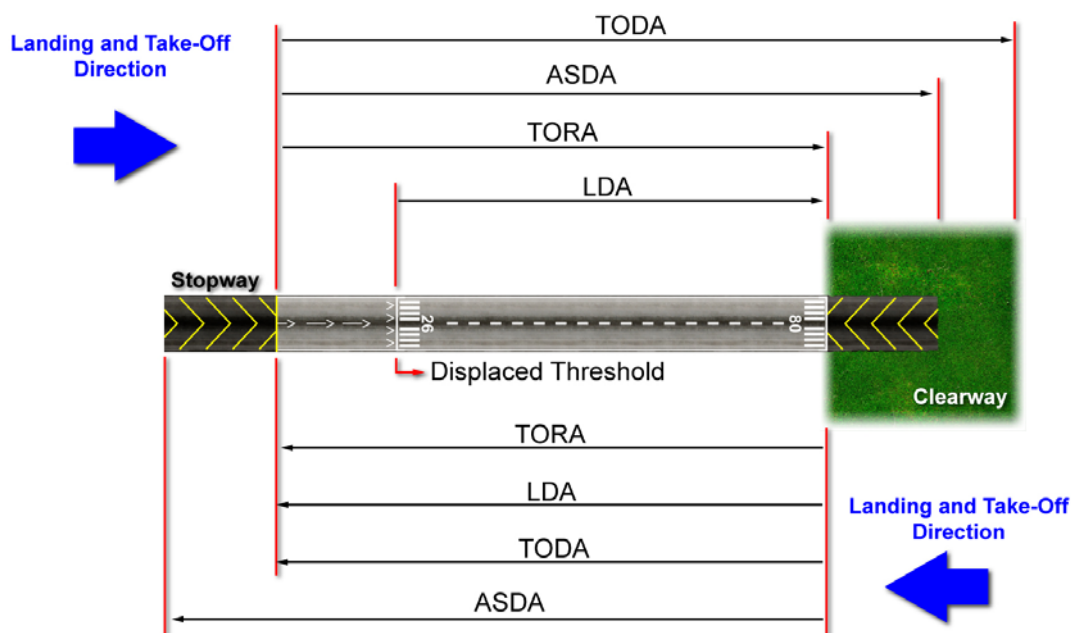 TODA
Landing and Take-Off
Direction
ASDA
TORA
LDA
Stopway
26
80
Displaced Threshold
Clearway
TORA
LDA
Landing and Take-Off
Direction
TODA
ASDA